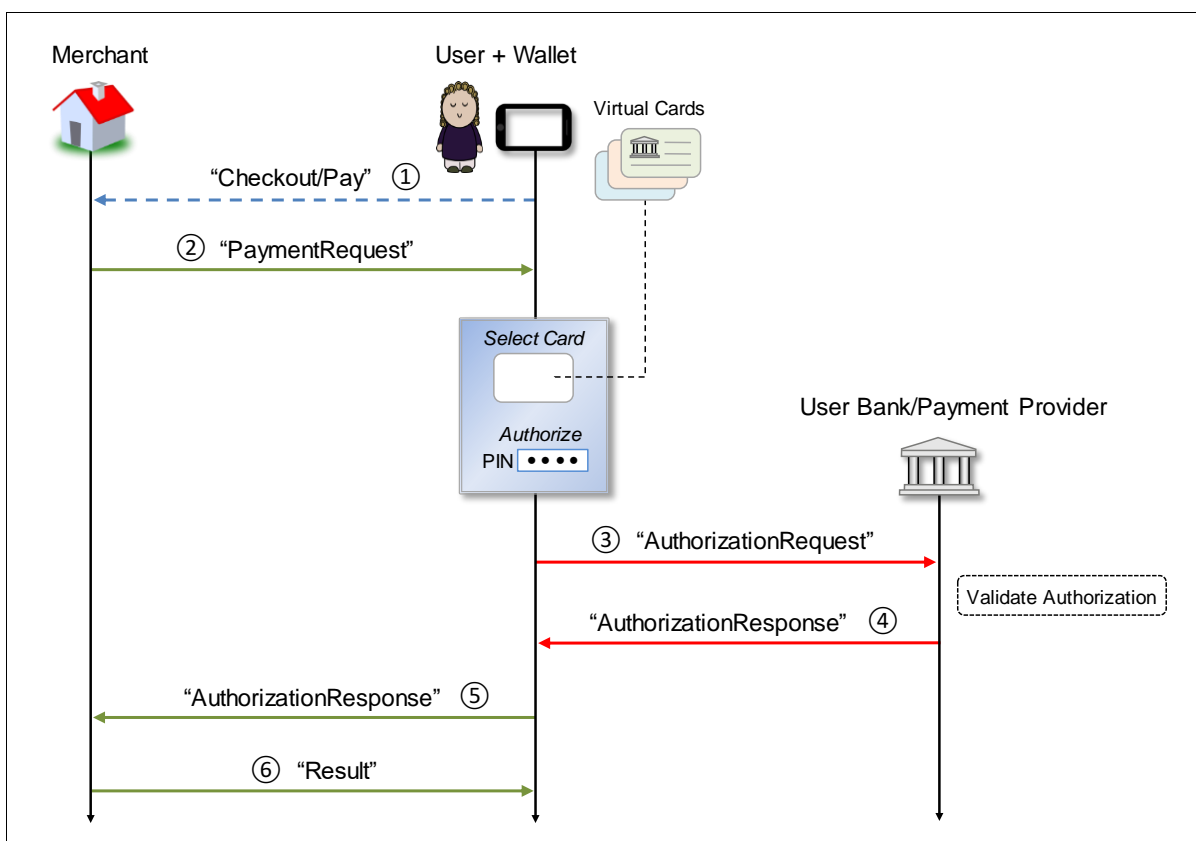 Merchant
User + Wallet
Virtual Cards
“Checkout/Pay” ①
② “PaymentRequest”
Select Card
Authorize
PIN ••••
User Bank/Payment Provider
③ “AuthorizationRequest”
Validate Authorization
“AuthorizationResponse” ④
“AuthorizationResponse” ⑤
⑥ “Result”